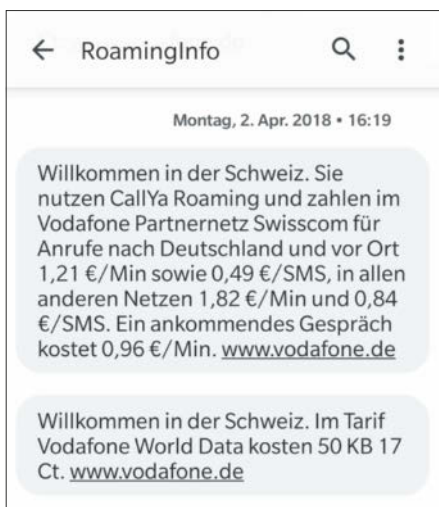 RoamingInfo
Montag, 2. Apr. 2018 • 16:19
Willkommen in der Schweiz. Sie
nutzen CallYa Roaming und zahlen im
Vodafone Partnernetz Swisscom für
Anrufe nach Deutschland und vor Ort
1,21 €/Min sowie 0,49 €/SMS, in allen
anderen Netzen 1,82 €/Min und 0,84
€/SMS. Ein ankommendes Gespräch
kostet 0,96 €/Min. www.vodafone.de
Willkommen in der Schweiz. Im Tarif
Vodafone World Data kosten 50 KB 17
Ct. www.vodafone.de